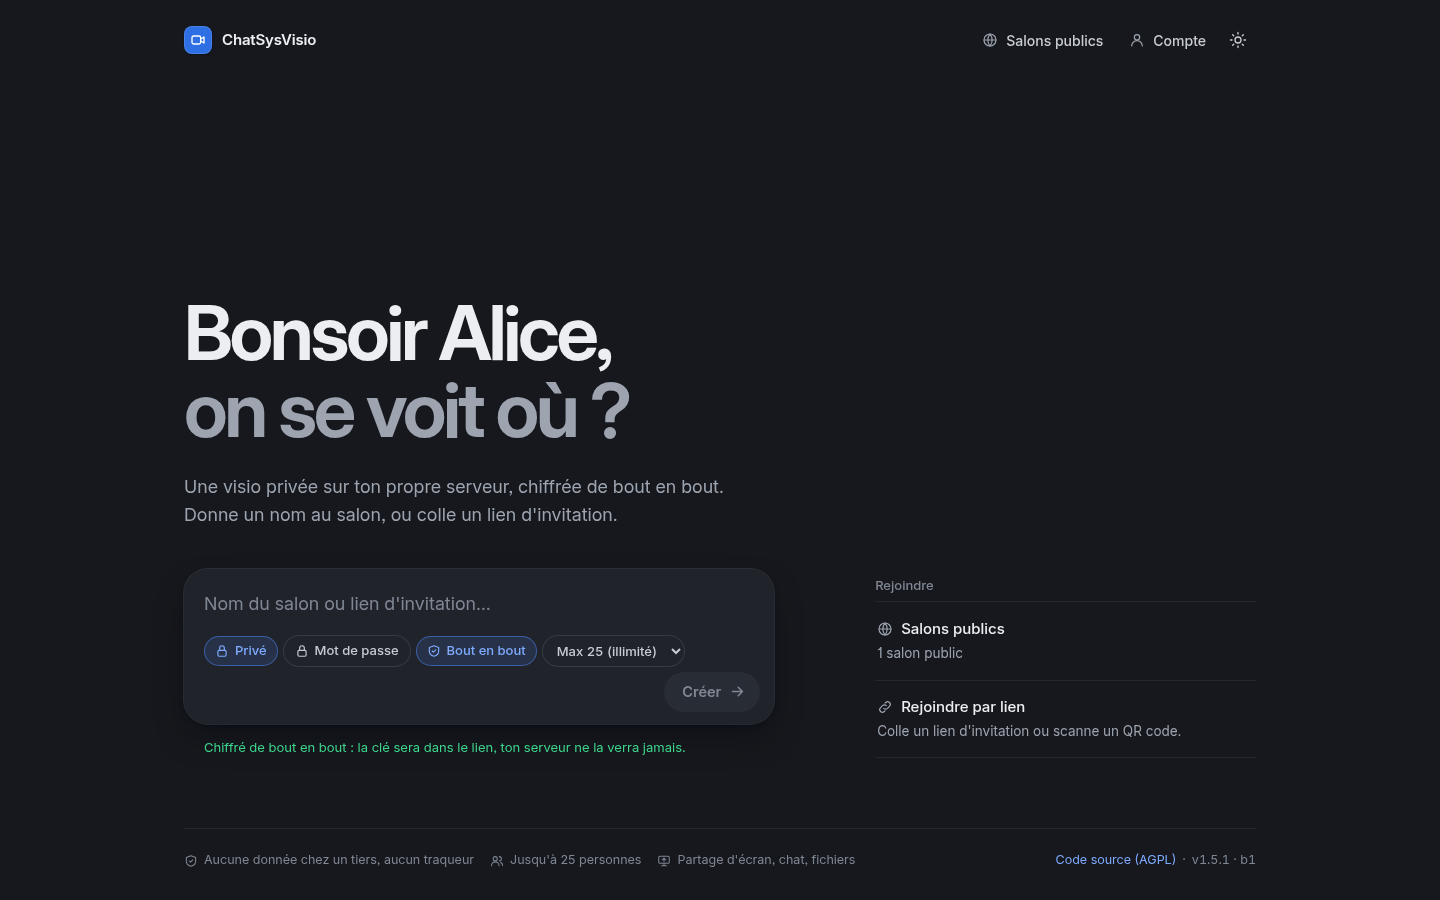 ChatSysVisio
Salons publics
Compte
Bonsoir Alice,
on se voit où ?
Une visio privée sur ton propre serveur, chiffrée de bout en bout.
Donne un nom au salon, ou colle un lien d'invitation.
Nom du salon ou lien d'invitation…
Privé
Mot de passe
Bout en bout
Max 25 (illimité)
Créer
Chiffré de bout en bout : la clé sera dans le lien, ton serveur ne la verra jamais.
Rejoindre
Salons publics
1 salon public
Rejoindre par lien
Colle un lien d'invitation ou scanne un QR code.
Aucune donnée chez un tiers, aucun traqueur
Jusqu'à 25 personnes
Partage d'écran, chat, fichiers
Code source (AGPL) · v1.5.1 · b1